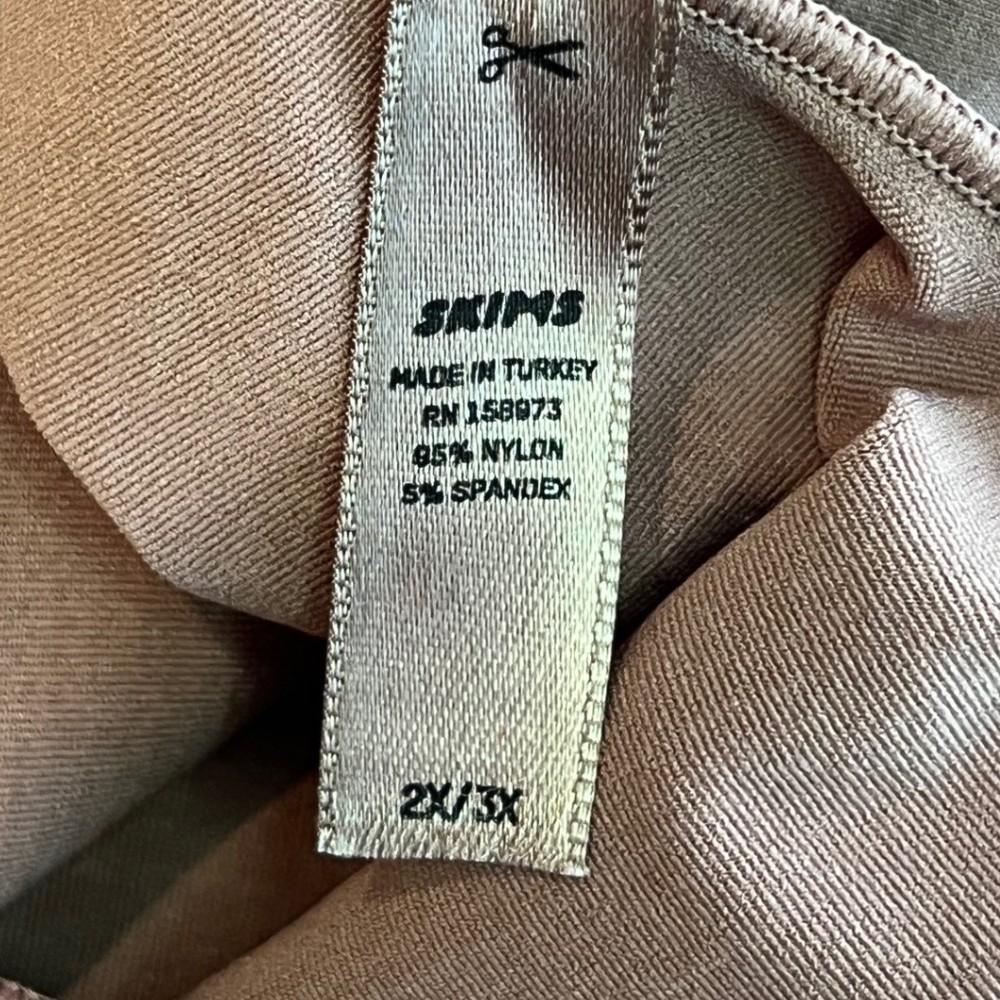 SKIMS
MADE IN TURKEY
RN 158973
95% NYLON
5% SPANDEX
2X/3X